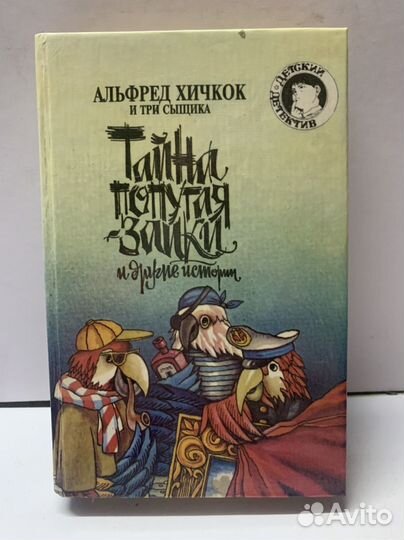 АЛЬФРЕД ХИЧКОК
И ТРИ СЫЩИКА
ДЕТСКИЙ
ДЕТЕКТИВ
ТАЙНА
ПОПУГАЯ
-ЗАИКИ
и другие истории
Avito